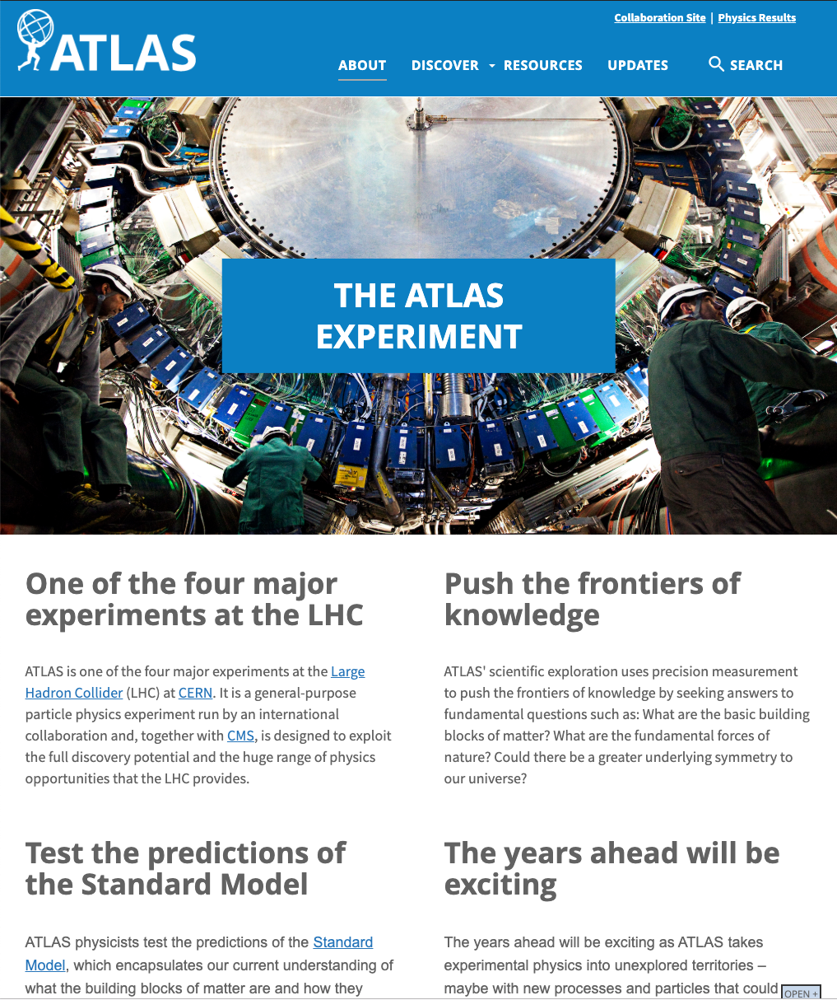 Collaboration Site | Physics Results
ATLAS
ABOUT DISCOVER RESOURCES UPDATES SEARCH
THE ATLAS
EXPERIMENT
One of the four major
experiments at the LHC
ATLAS is one of the four major experiments at the Large
Hadron Collider (LHC) at CERN. It is a general-purpose
particle physics experiment run by an international
collaboration and, together with CMS, is designed to exploit
the full discovery potential and the huge range of physics
opportunities that the LHC provides.
Push the frontiers of
knowledge
ATLAS' scientific exploration uses precision measurement
to push the frontiers of knowledge by seeking answers to
fundamental questions such as: What are the basic building
blocks of matter? What are the fundamental forces of
nature? Could there be a greater underlying symmetry to
our universe?
Test the predictions of
the Standard Model
ATLAS physicists test the predictions of the Standard
Model, which encapsulates our current understanding of
what the building blocks of matter are and how they
The years ahead will be
exciting
The years ahead will be exciting as ATLAS takes
experimental physics into unexplored territories –
maybe with new processes and particles that could
OPEN +